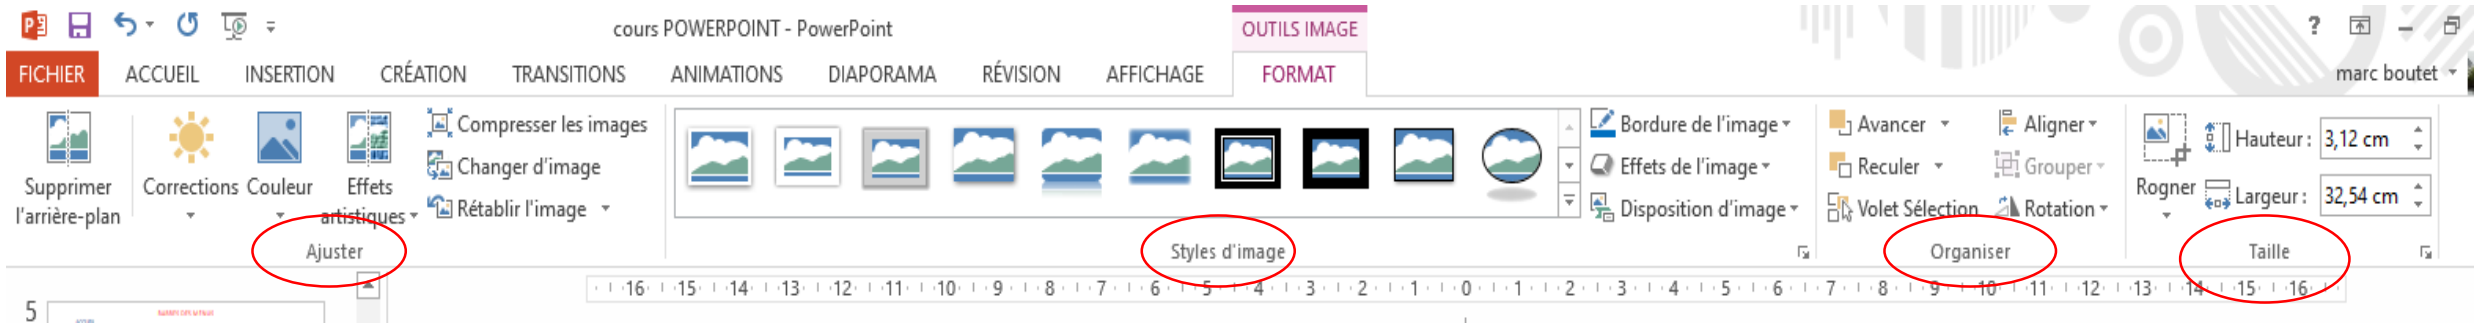 cours POWERPOINT - PowerPoint
OUTILS IMAGE
?
FICHIER ACCUEIL INSERTION CRÉATION TRANSITIONS ANIMATIONS DIAPORAMA RÉVISION AFFICHAGE FORMAT marc boutet
Supprimer l'arrière-plan
Corrections
Couleur
Effets artistiques
Compresser les images
Changer d'image
Rétablir l'image
Ajuster
Styles d'image
Bordure de l'image
Effets de l'image
Disposition d'image
Avancer
Reculer
Volet Sélection
Aligner
Grouper
Rotation
Organiser
Rogner
Hauteur : 3,12 cm
Largeur : 32,54 cm
Taille
16 15 14 13 12 11 10 9 8 7 6 5 4 3 2 1 0 1 2 3 4 5 6 7 8 9 10 11 12 13 14 15 16
5